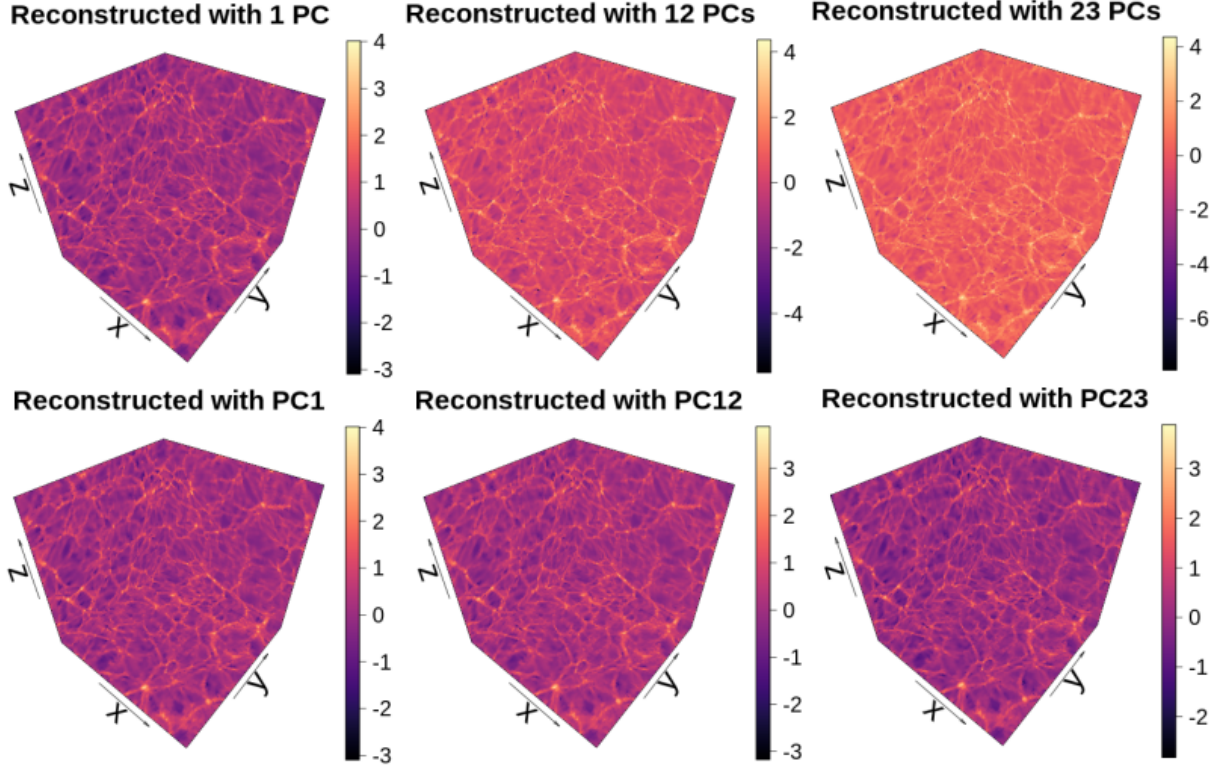 Reconstructed with 1 PC
4
3
2
1
0
-1
-2
-3
z
x
y
Reconstructed with 12 PCs
4
2
0
-2
-4
z
x
y
Reconstructed with 23 PCs
4
2
0
-2
-4
-6
z
x
y
Reconstructed with PC1
4
3
2
1
0
-1
-2
-3
z
x
y
Reconstructed with PC12
3
2
1
0
-1
-2
-3
z
x
y
Reconstructed with PC23
3
2
1
0
-1
-2
z
x
y